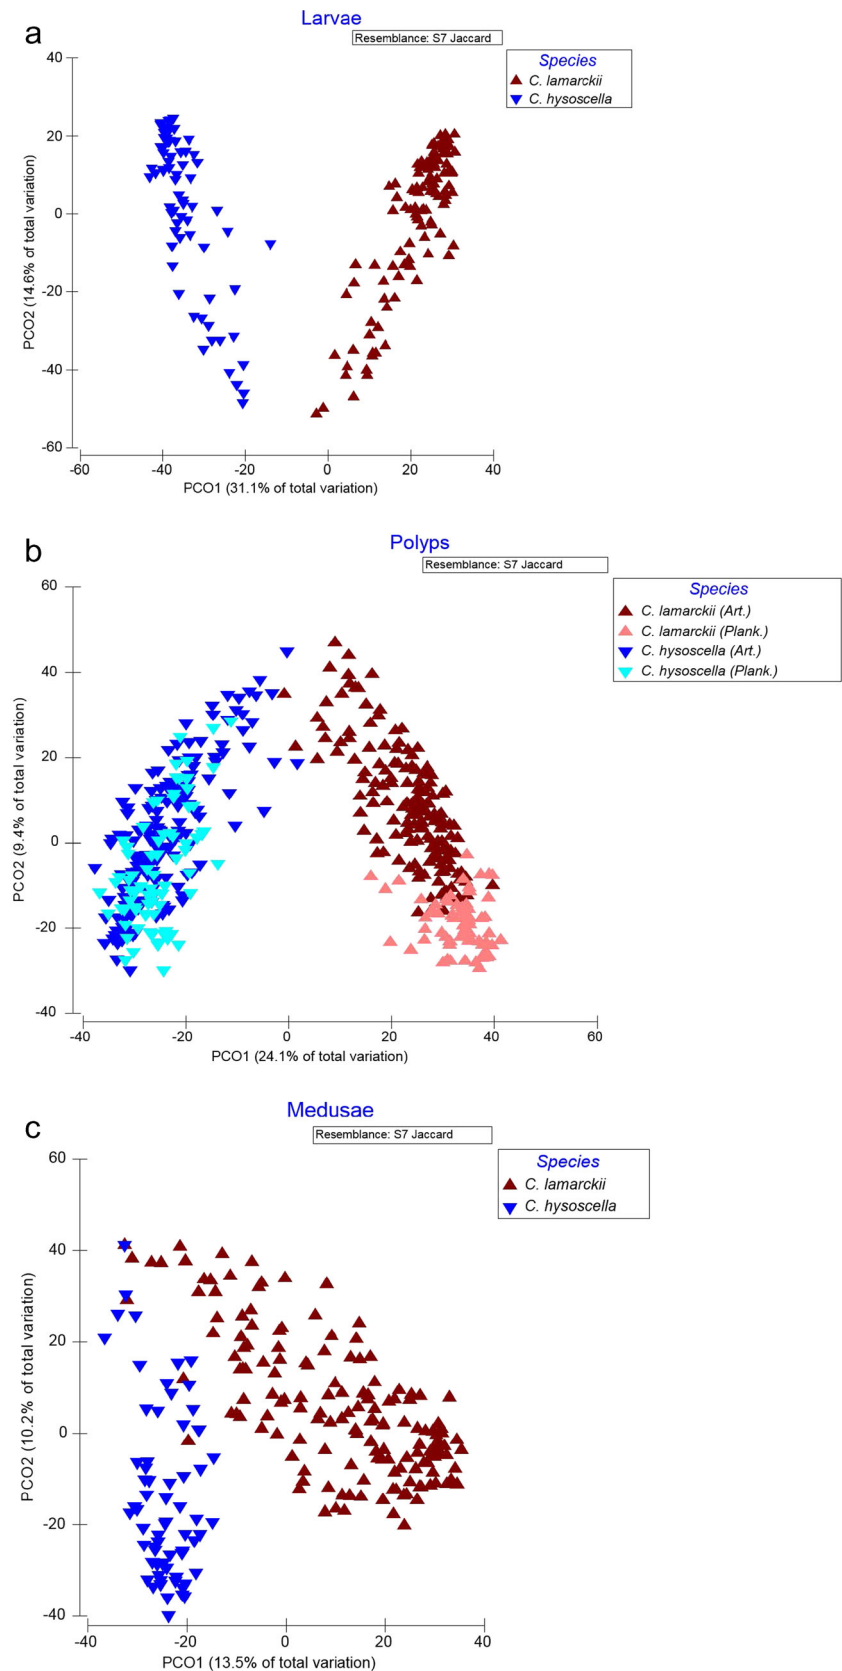 a
Larvae
Resemblance: S7 Jaccard
Species
C. lamarckii
C. hysoscella
40
20
0
-20
-40
-60
PCO2 (14.6% of total variation)
-60 -40 -20 0 20 40
PCO1 (31.1% of total variation)
b
Polyps
Resemblance: S7 Jaccard
Species
C. lamarckii (Art.)
C. lamarckii (Plank.)
C. hysoscella (Art.)
C. hysoscella (Plank.)
60
40
20
0
-20
-40
PCO2 (9.4% of total variation)
-40 -20 0 20 40 60
PCO1 (24.1% of total variation)
c
Medusae
Resemblance: S7 Jaccard
Species
C. lamarckii
C. hysoscella
60
40
20
0
-20
-40
PCO2 (10.2% of total variation)
-40 -20 0 20 40
PCO1 (13.5% of total variation)